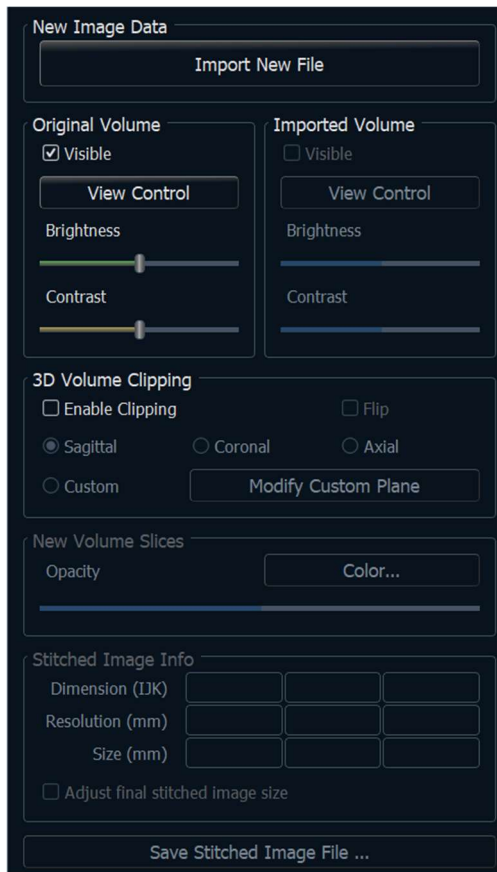 New Image Data
Import New File
Original Volume
Visible
View Control
Brightness
Contrast
Imported Volume
Visible
View Control
Brightness
Contrast
3D Volume Clipping
Enable Clipping Flip
Sagittal Coronal Axial
Custom Modify Custom Plane
New Volume Slices
Opacity Color...
Stitched Image Info
Dimension (IJK)
Resolution (mm)
Size (mm)
Adjust final stitched image size
Save Stitched Image File ...